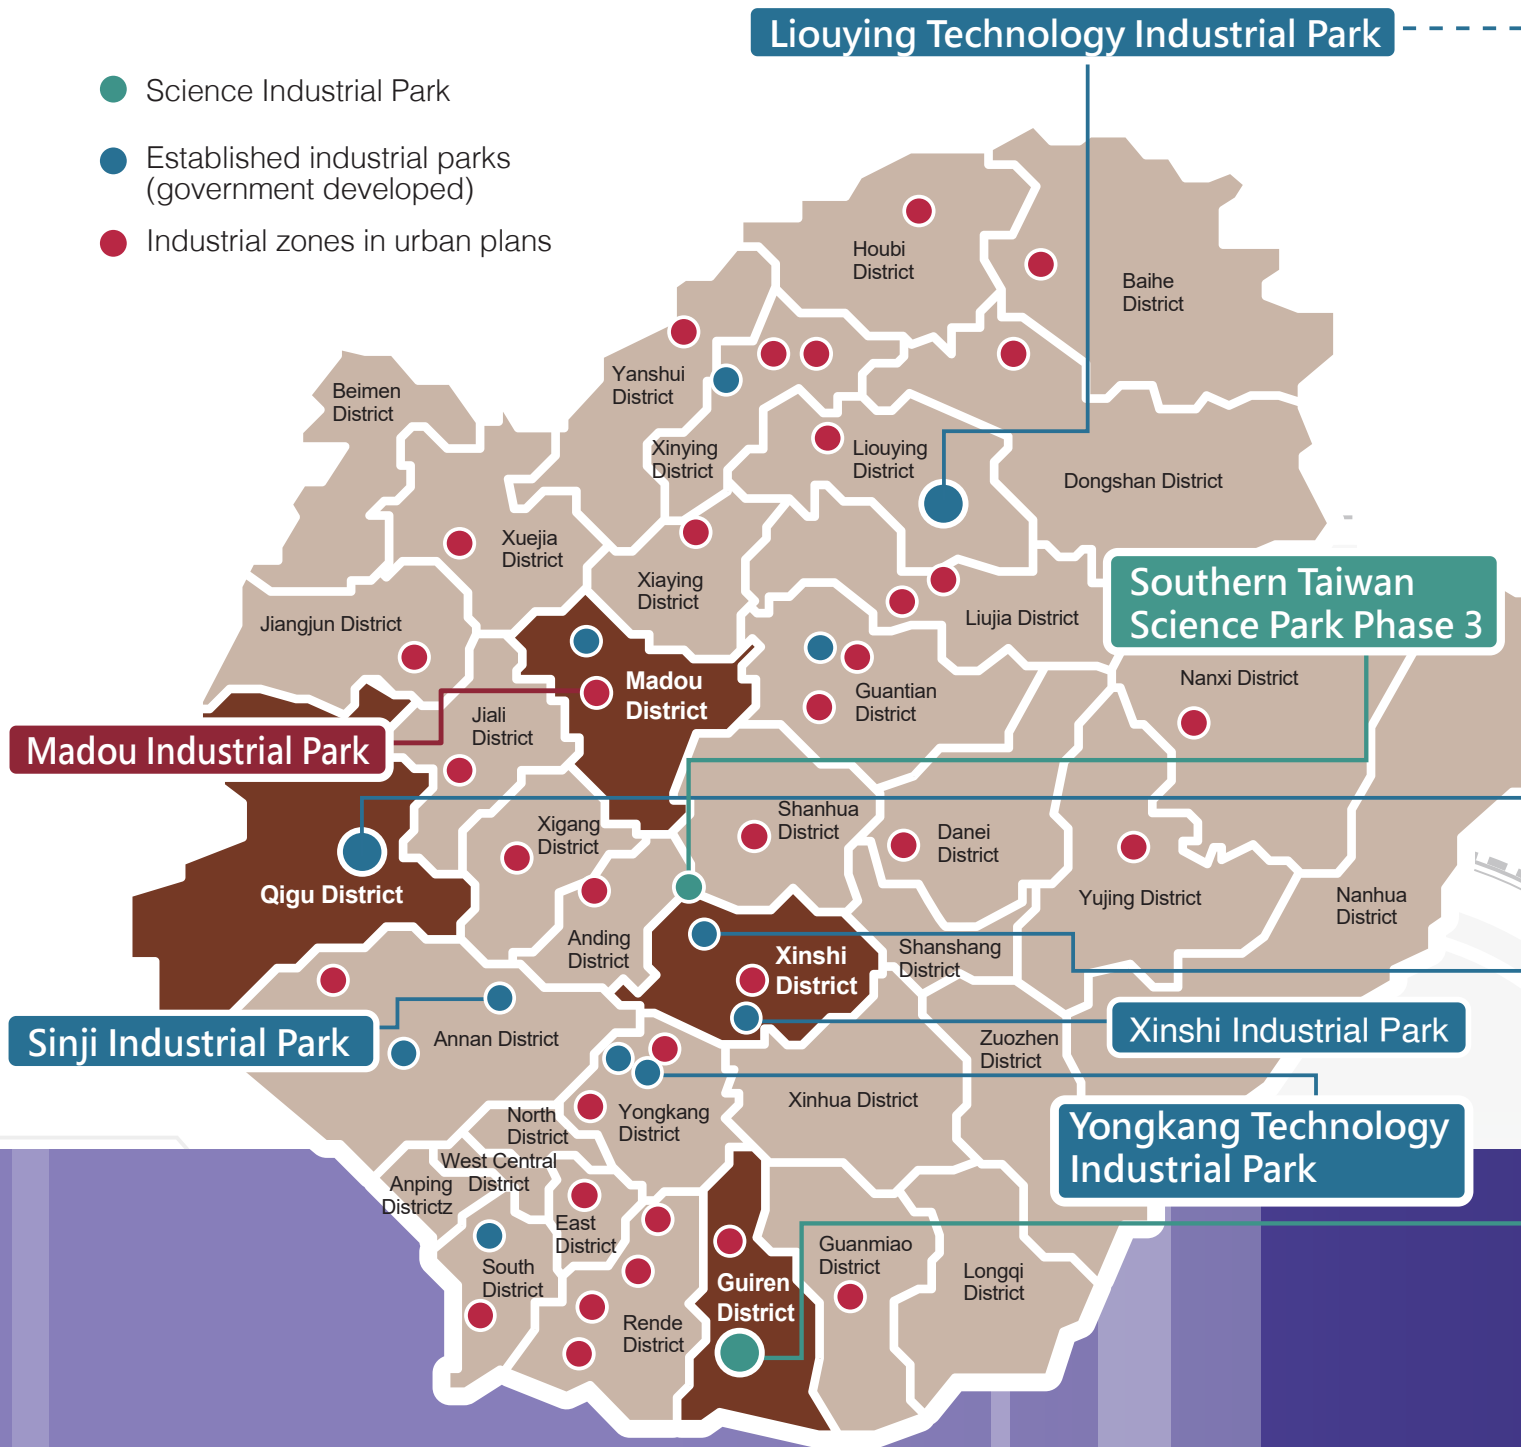 Liouying Technology Industrial Park
Science Industrial Park
Established industrial parks
(government developed)
Industrial zones in urban plans
Houbi
District
Baihe
District
Yanshui
District
Beimen
District
Xinying
District
Liouying
District
Dongshan District
Xuejia
District
Xiaying
District
Southern Taiwan
Science Park Phase 3
Liujia District
Jiangjun District
Madou
District
Guantian
District
Nanxi District
Jiali
District
Madou Industrial Park
Xigang
District
Shanhua
District
Danei
District
Qigu District
Yujing District
Nanhua
District
Anding
District
Xinshi
District
Shanshang
District
Sinji Industrial Park
Annan District
Xinshi Industrial Park
Zuozhen
District
Xinhua District
Yongkang
District
North
District
Yongkang Technology
Industrial Park
West Central
District
Anping
Districtz
East
District
South
District
Guanmiao
District
Longqi
District
Guiren
District
Rende
District